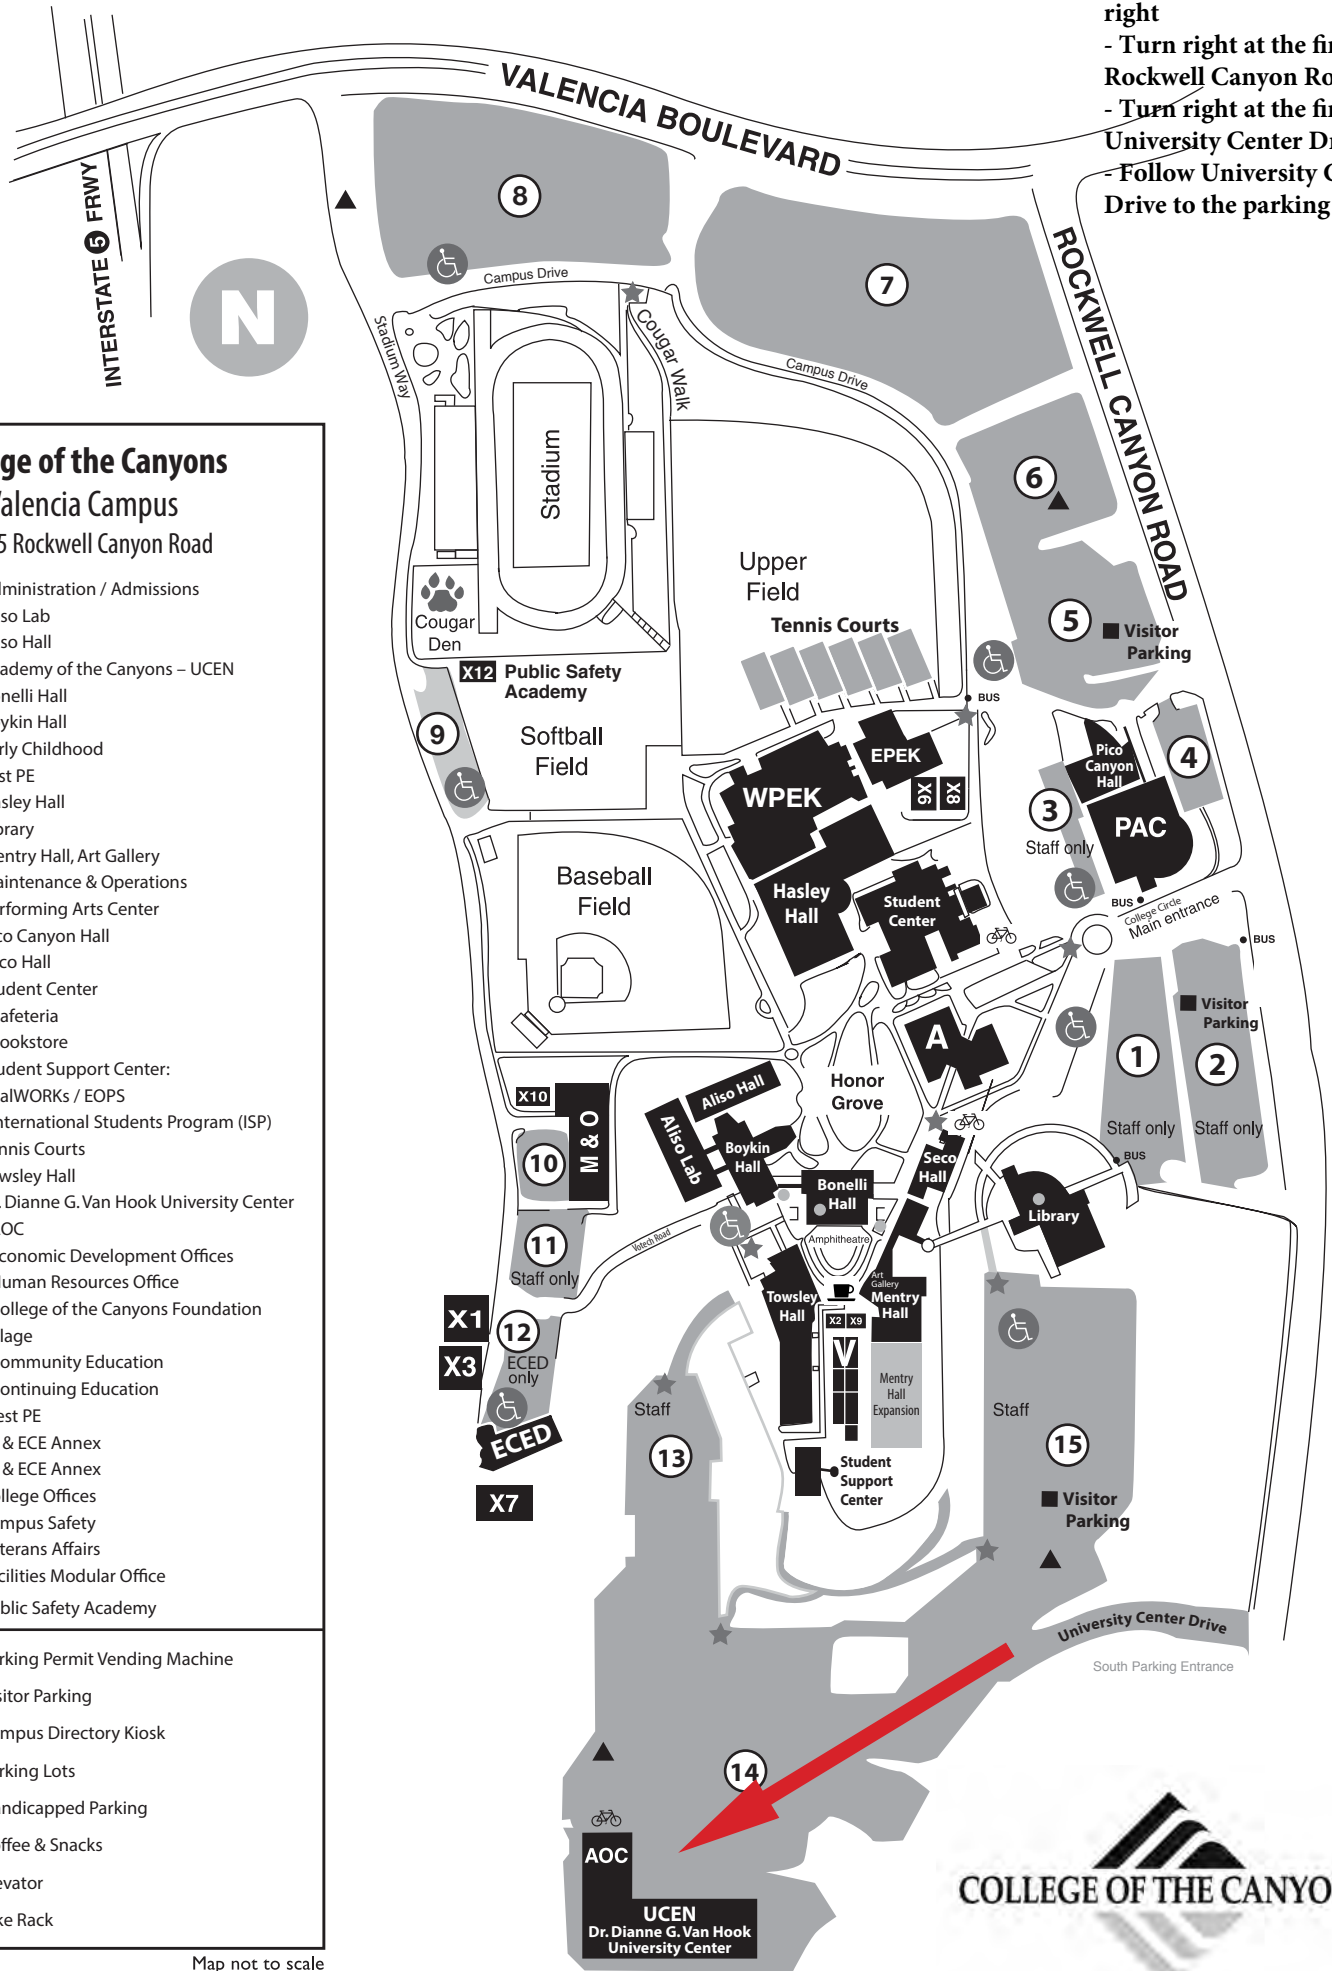 right
- Turn right at the fir
Rockwell Canyon Ro
- Turn right at the fir
University Center Dr
- Follow University C
Drive to the parking
VALENCIA BOULEVARD
INTERSTATE 5 FRWY
N
8
7
ROCKWELL CANYON ROAD
Campus Drive
Stadium Way
Cougar Walk
Campus Drive
Stadium
6
Upper
Field
5
Visitor
Parking
Tennis Courts
Cougar
Den
X12 Public Safety
Academy
BUS
9
Softball
Field
EPEK
WPEK
X6
X8
Pico
Canyon
Hall
4
3
Staff only
PAC
Baseball
Field
Hasley
Hall
Student
Center
BUS
College Circle
Main entrance
BUS
Visitor
Parking
A
1
2
Staff only
Staff only
BUS
Honor
Grove
X10
M & O
Aliso Hall
Aliso Lab
Boykin
Hall
Bonelli
Hall
Seco
Hall
Library
10
11
Staff only
Votech Road
Amphitheatre
Towsley
Hall
Art
Gallery
Mentry
Hall
X2 X9
V
Mentry
Hall
Expansion
X1
X3
12
ECED
only
ECED
X7
Staff
13
Student
Support
Center
Staff
15
Visitor
Parking
University Center Drive
South Parking Entrance
14
AOC
UCEN
Dr. Dianne G. Van Hook
University Center
COLLEGE OF THE CANYO
ge of the Canyons
alencia Campus
5 Rockwell Canyon Road
ministration / Admissions
so Lab
so Hall
ademy of the Canyons – UCEN
nelli Hall
ykin Hall
rly Childhood
st PE
sley Hall
brary
entry Hall, Art Gallery
aintenance & Operations
rforming Arts Center
co Canyon Hall
co Hall
udent Center
afeteria
ookstore
udent Support Center:
alWORKs / EOPS
nternational Students Program (ISP)
nnis Courts
wsley Hall
. Dianne G. Van Hook University Center
OC
conomic Development Offices
uman Resources Office
ollege of the Canyons Foundation
llage
ommunity Education
ontinuing Education
est PE
& ECE Annex
& ECE Annex
ollege Offices
mpus Safety
terans Affairs
cilities Modular Office
blic Safety Academy
rking Permit Vending Machine
sitor Parking
mpus Directory Kiosk
rking Lots
andicapped Parking
offee & Snacks
evator
ke Rack
Map not to scale